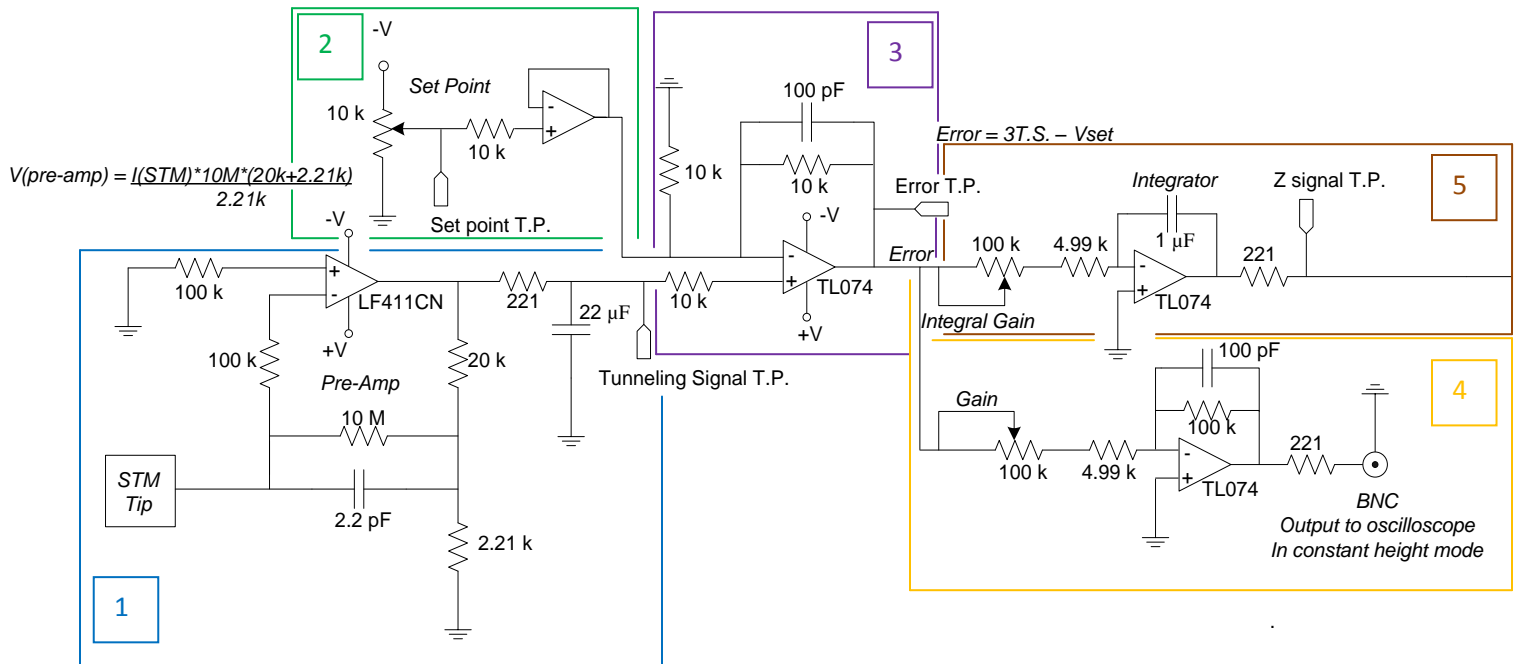 2
-V
Set Point
10 k
10 k
-
+
Set point T.P.
V(pre-amp) = I(STM)*10M*(20k+2.21k)
2.21k
3
10 k
100 pF
10 k
Error T.P.
-V
-
+
TL074
+V
10 k
Error = 3T.S. – Vset
5
Integrator
Z signal T.P.
1 µF
Error
100 k
4.99 k
-
+
TL074
221
Integral Gain
-V
100 k
+
-
LF411CN
+V
221
22 µF
100 k
20 k
Pre-Amp
Tunneling Signal T.P.
10 M
STM
Tip
2.2 pF
2.21 k
1
4
100 pF
Gain
100 k
100 k
4.99 k
-
+
TL074
221
BNC
Output to oscilloscope
In constant height mode
.